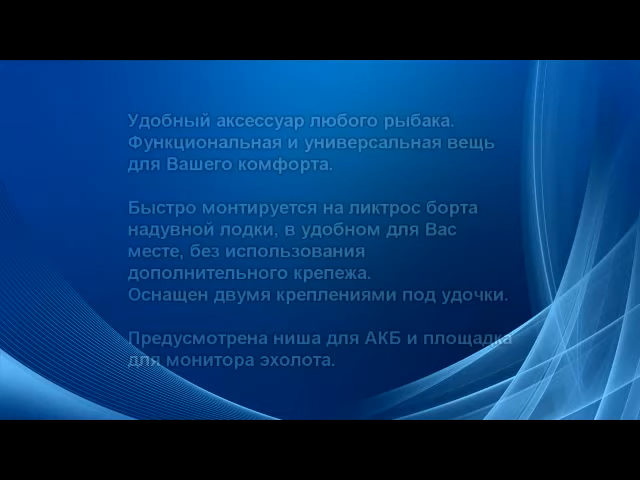 Удобный аксессуар любого рыбака.
Функциональная и универсальная вещь
для Вашего комфорта.
Быстро монтируется на ликтрос борта
надувной лодки, в удобном для Вас
месте, без использования
дополнительного крепежа.
Оснащен двумя креплениями под удочки.
Предусмотрена ниша для АКБ и площадка
для монитора эхолота.